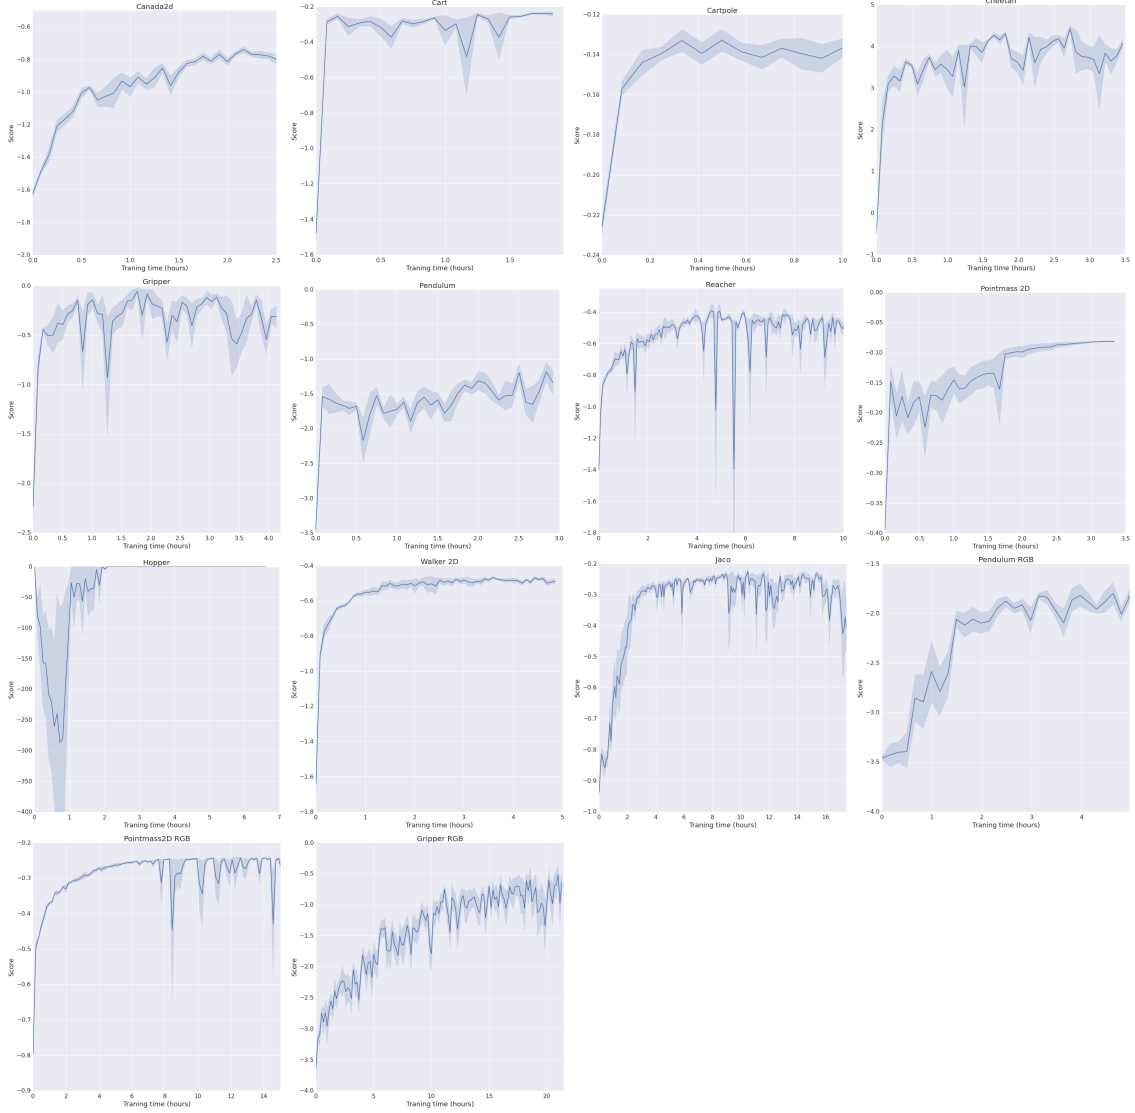 Canada2d
−0.6
−0.8
−1.0
−1.2
−1.4
−1.6
−1.8
−2.0
Score
0.0 0.5 1.0 1.5 2.0 2.5
Traning time (hours)
Cart
−0.2
−0.4
−0.6
−0.8
−1.0
−1.2
−1.4
−1.6
Score
0.0 0.5 1.0 1.5
Traning time (hours)
Cartpole
−0.12
−0.14
−0.16
−0.18
−0.20
−0.22
−0.24
Score
0.0 0.2 0.4 0.6 0.8 1.0
Traning time (hours)
Cheetah
5
4
3
2
1
0
−1
Score
0.0 0.5 1.0 1.5 2.0 2.5 3.0 3.5
Traning time (hours)
Gripper
0.0
−0.5
−1.0
−1.5
−2.0
−2.5
Score
0.0 0.5 1.0 1.5 2.0 2.5 3.0 3.5 4.0
Traning time (hours)
Pendulum
0.0
−0.5
−1.0
−1.5
−2.0
−2.5
−3.0
−3.5
Score
0.0 0.5 1.0 1.5 2.0 2.5 3.0
Traning time (hours)
Reacher
−0.4
−0.6
−0.8
−1.0
−1.2
−1.4
−1.6
−1.8
Score
0 2 4 6 8 10
Traning time (hours)
Pointmass 2D
0.00
−0.05
−0.10
−0.15
−0.20
−0.25
−0.30
−0.35
−0.40
Score
0.0 0.5 1.0 1.5 2.0 2.5 3.0 3.5
Traning time (hours)
Hopper
0
−50
−100
−150
−200
−250
−300
−350
−400
Score
0 1 2 3 4 5 6 7
Traning time (hours)
Walker 2D
−0.4
−0.6
−0.8
−1.0
−1.2
−1.4
−1.6
−1.8
Score
0 1 2 3 4 5
Traning time (hours)
Jaco
−0.2
−0.3
−0.4
−0.5
−0.6
−0.7
−0.8
−0.9
−1.0
Score
0 2 4 6 8 10 12 14 16
Traning time (hours)
Pendulum RGB
−1.5
−2.0
−2.5
−3.0
−3.5
−4.0
Score
0 1 2 3 4
Traning time (hours)
Pointmass2D RGB
−0.2
−0.3
−0.4
−0.5
−0.6
−0.7
−0.8
−0.9
Score
0 2 4 6 8 10 12 14
Traning time (hours)
Gripper RGB
0.0
−0.5
−1.0
−1.5
−2.0
−2.5
−3.0
−3.5
−4.0
Score
0 5 10 15 20
Traning time (hours)